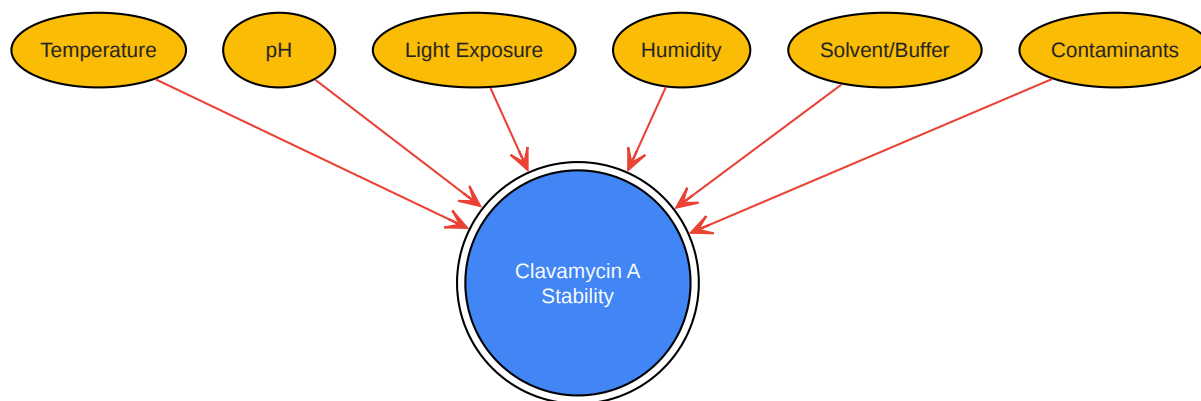 Temperature
pH
Light Exposure
Humidity
Solvent/Buffer
Contaminants
Clavamycin A
Stability